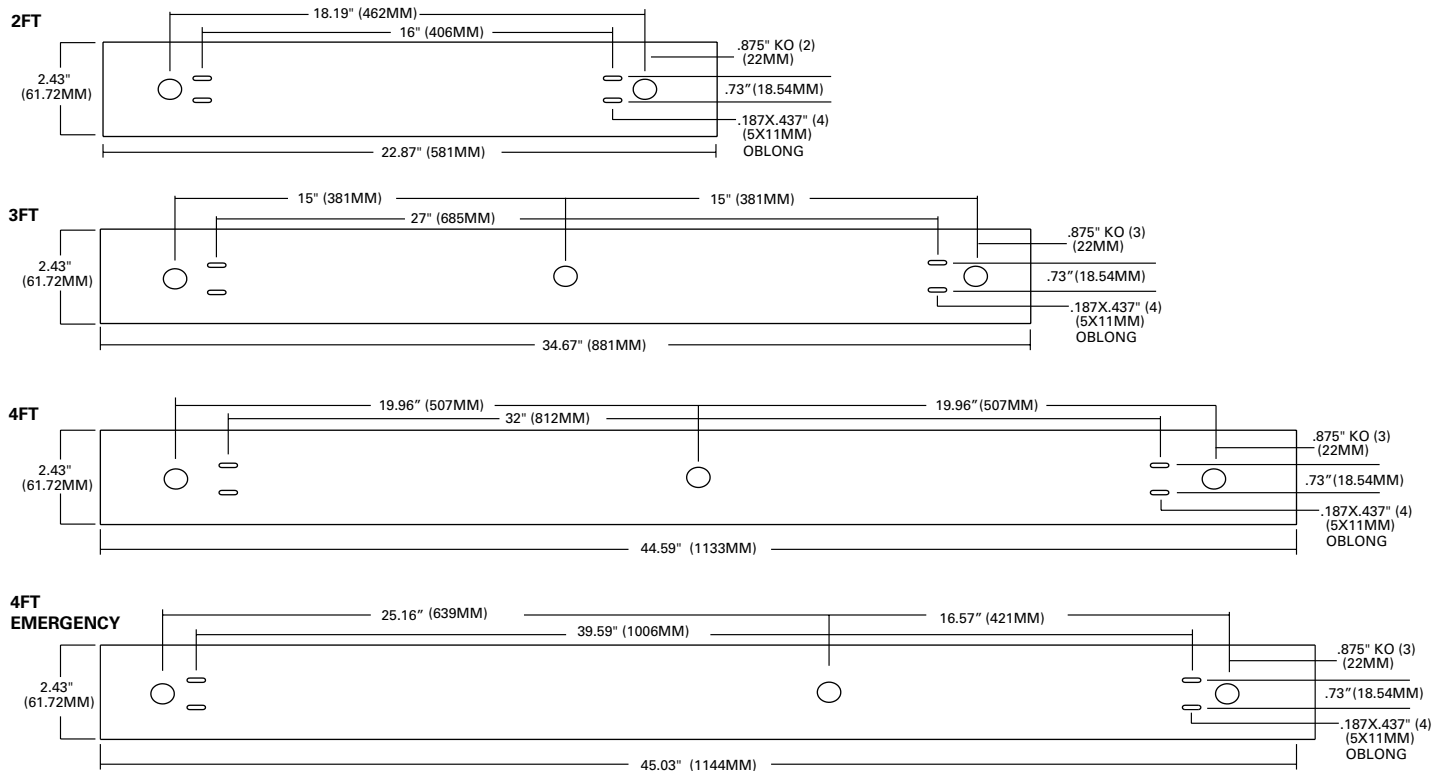 2FT
18.19" (462MM)
16" (406MM)
.875" KO (2)
(22MM)
2.43"
(61.72MM)
.73”(18.54MM)
.187X.437" (4)
(5X11MM)
OBLONG
22.87" (581MM)
3FT
15" (381MM)
15" (381MM)
27" (685MM)
.875" KO (3)
(22MM)
2.43"
(61.72MM)
.73”(18.54MM)
.187X.437" (4)
(5X11MM)
OBLONG
34.67" (881MM)
4FT
19.96” (507MM)
19.96”(507MM)
32" (812MM)
.875" KO (3)
(22MM)
2.43"
(61.72MM)
.73”(18.54MM)
.187X.437" (4)
(5X11MM)
OBLONG
44.59" (1133MM)
4FT
EMERGENCY
25.16” (639MM)
16.57” (421MM)
39.59" (1006MM)
.875" KO (3)
(22MM)
2.43"
(61.72MM)
.73”(18.54MM)
.187X.437" (4)
(5X11MM)
OBLONG
45.03" (1144MM)